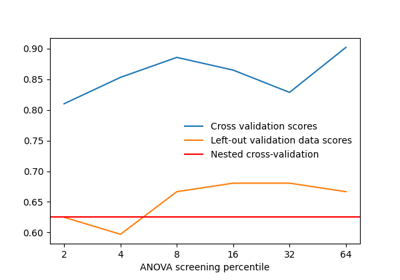 0.90
0.85
0.80
0.75
0.70
0.65
0.60
Cross validation scores
Left-out validation data scores
Nested cross-validation
2 4 8 16 32 64
ANOVA screening percentile